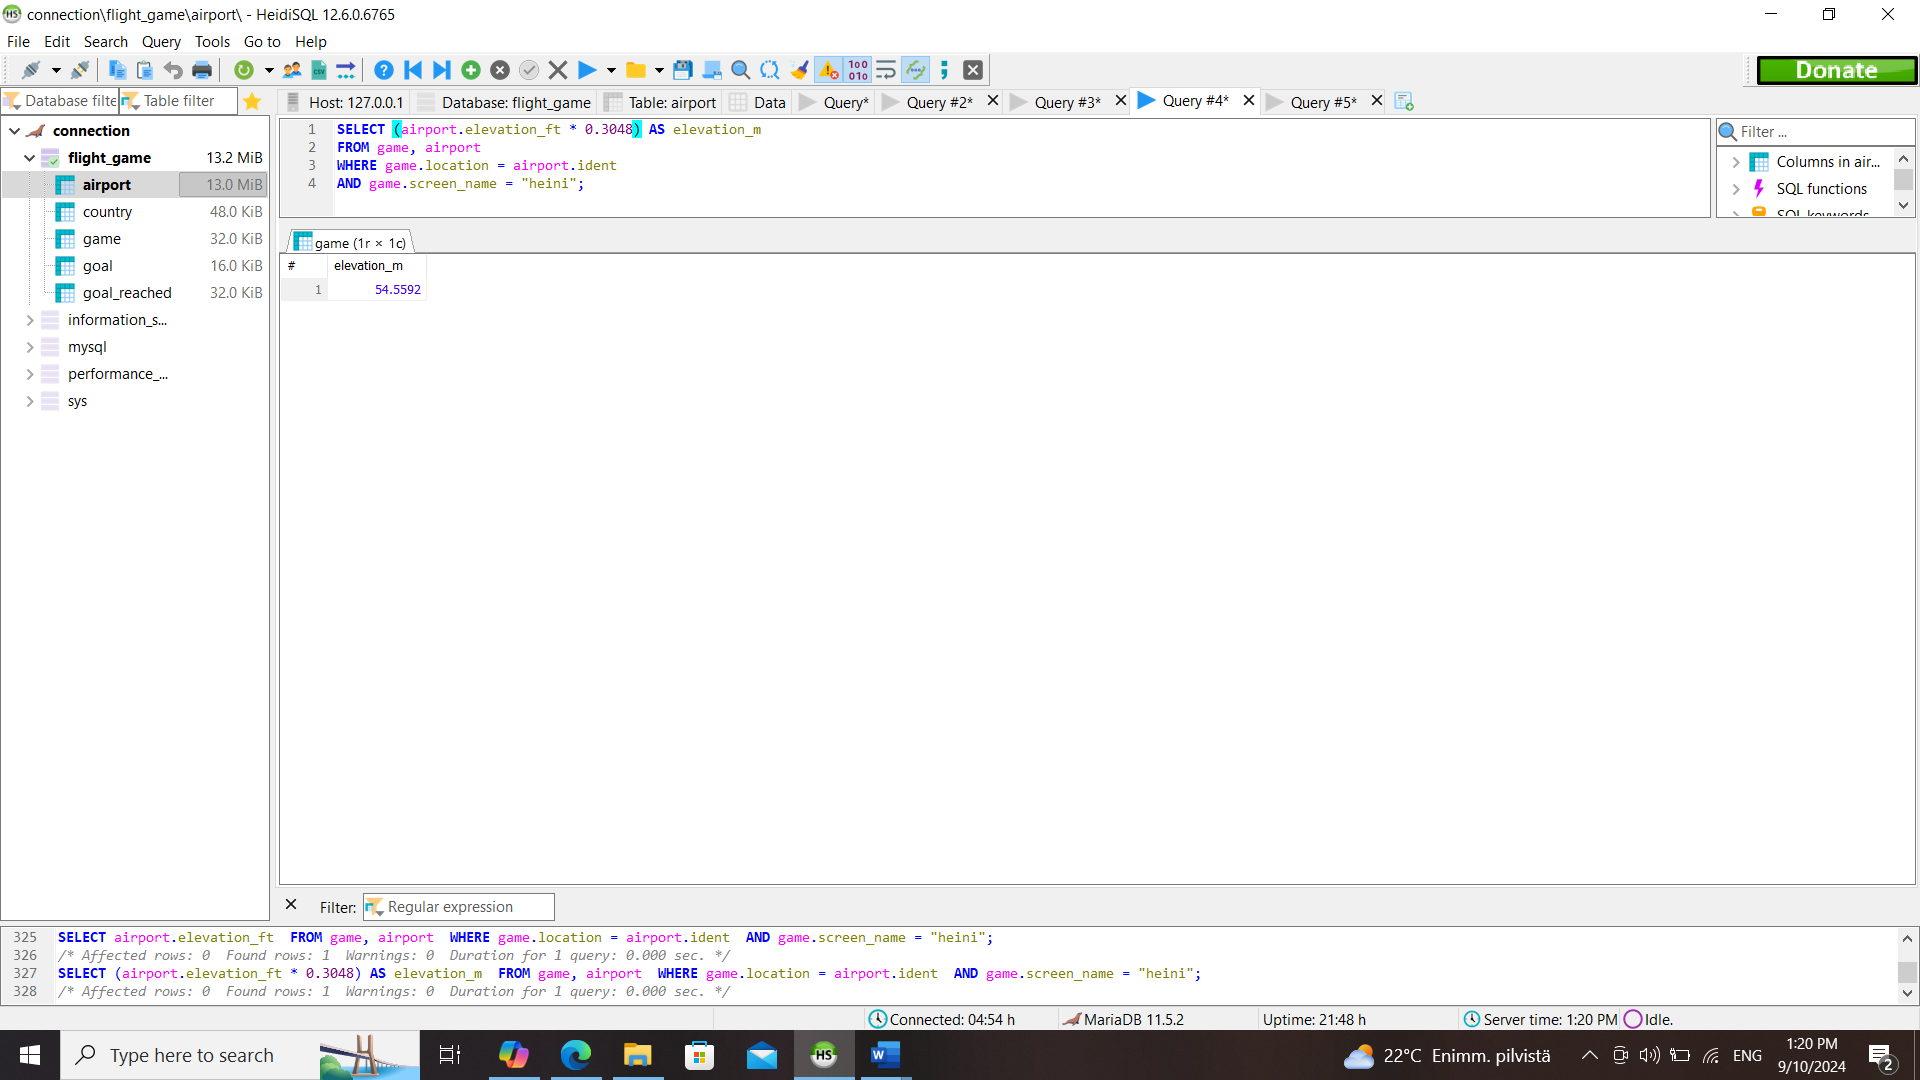 connection\flight_game\airport\ - HeidiSQL 12.6.0.6765
File Edit Search Query Tools Go to Help
Donate
Database filte Table filter
Host: 127.0.0.1 Database: flight_game Table: airport Data Query* Query #2* Query #3* Query #4* Query #5*
connection
flight_game 13.2 MiB
airport 13.0 MiB
country 48.0 KiB
game 32.0 KiB
goal 16.0 KiB
goal_reached 32.0 KiB
information_s...
mysql
performance_...
sys
1 SELECT (airport.elevation_ft * 0.3048) AS elevation_m
2 FROM game, airport
3 WHERE game.location = airport.ident
4 AND game.screen_name = "heini";
Filter ...
Columns in air...
SQL functions
SQL keywords
game (1r × 1c)
# elevation_m
1 54.5592
Filter: Regular expression
325 SELECT airport.elevation_ft FROM game, airport WHERE game.location = airport.ident AND game.screen_name = "heini";
326 /* Affected rows: 0 Found rows: 1 Warnings: 0 Duration for 1 query: 0.000 sec. */
327 SELECT (airport.elevation_ft * 0.3048) AS elevation_m FROM game, airport WHERE game.location = airport.ident AND game.screen_name = "heini";
328 /* Affected rows: 0 Found rows: 1 Warnings: 0 Duration for 1 query: 0.000 sec. */
Connected: 04:54 h MariaDB 11.5.2 Uptime: 21:48 h Server time: 1:20 PM Idle.
Type here to search
HS
W
22°C Enimm. pilvistä
ENG
1:20 PM
9/10/2024
2